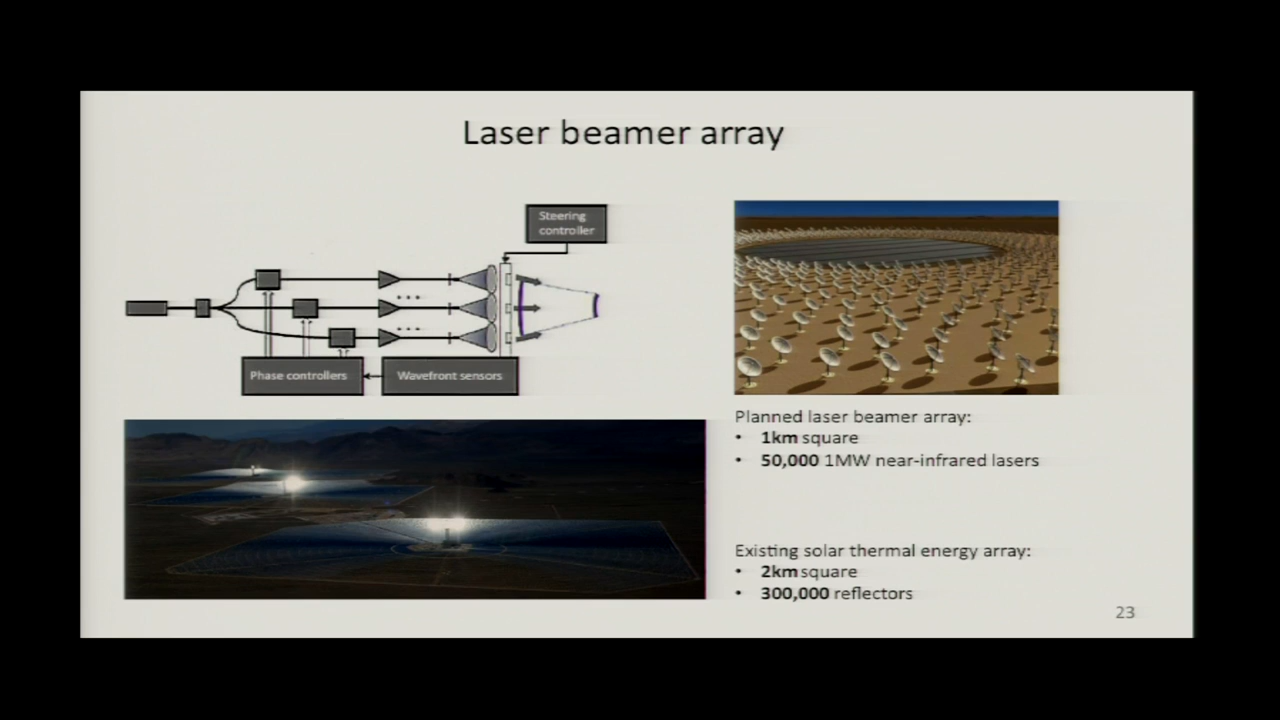 Laser beamer array
Steering
controller
Phase controllers
Wavefront sensors
Planned laser beamer array:
• 1km square
• 50,000 1MW near-infrared lasers
Existing solar thermal energy array:
• 2km square
• 300,000 reflectors
23